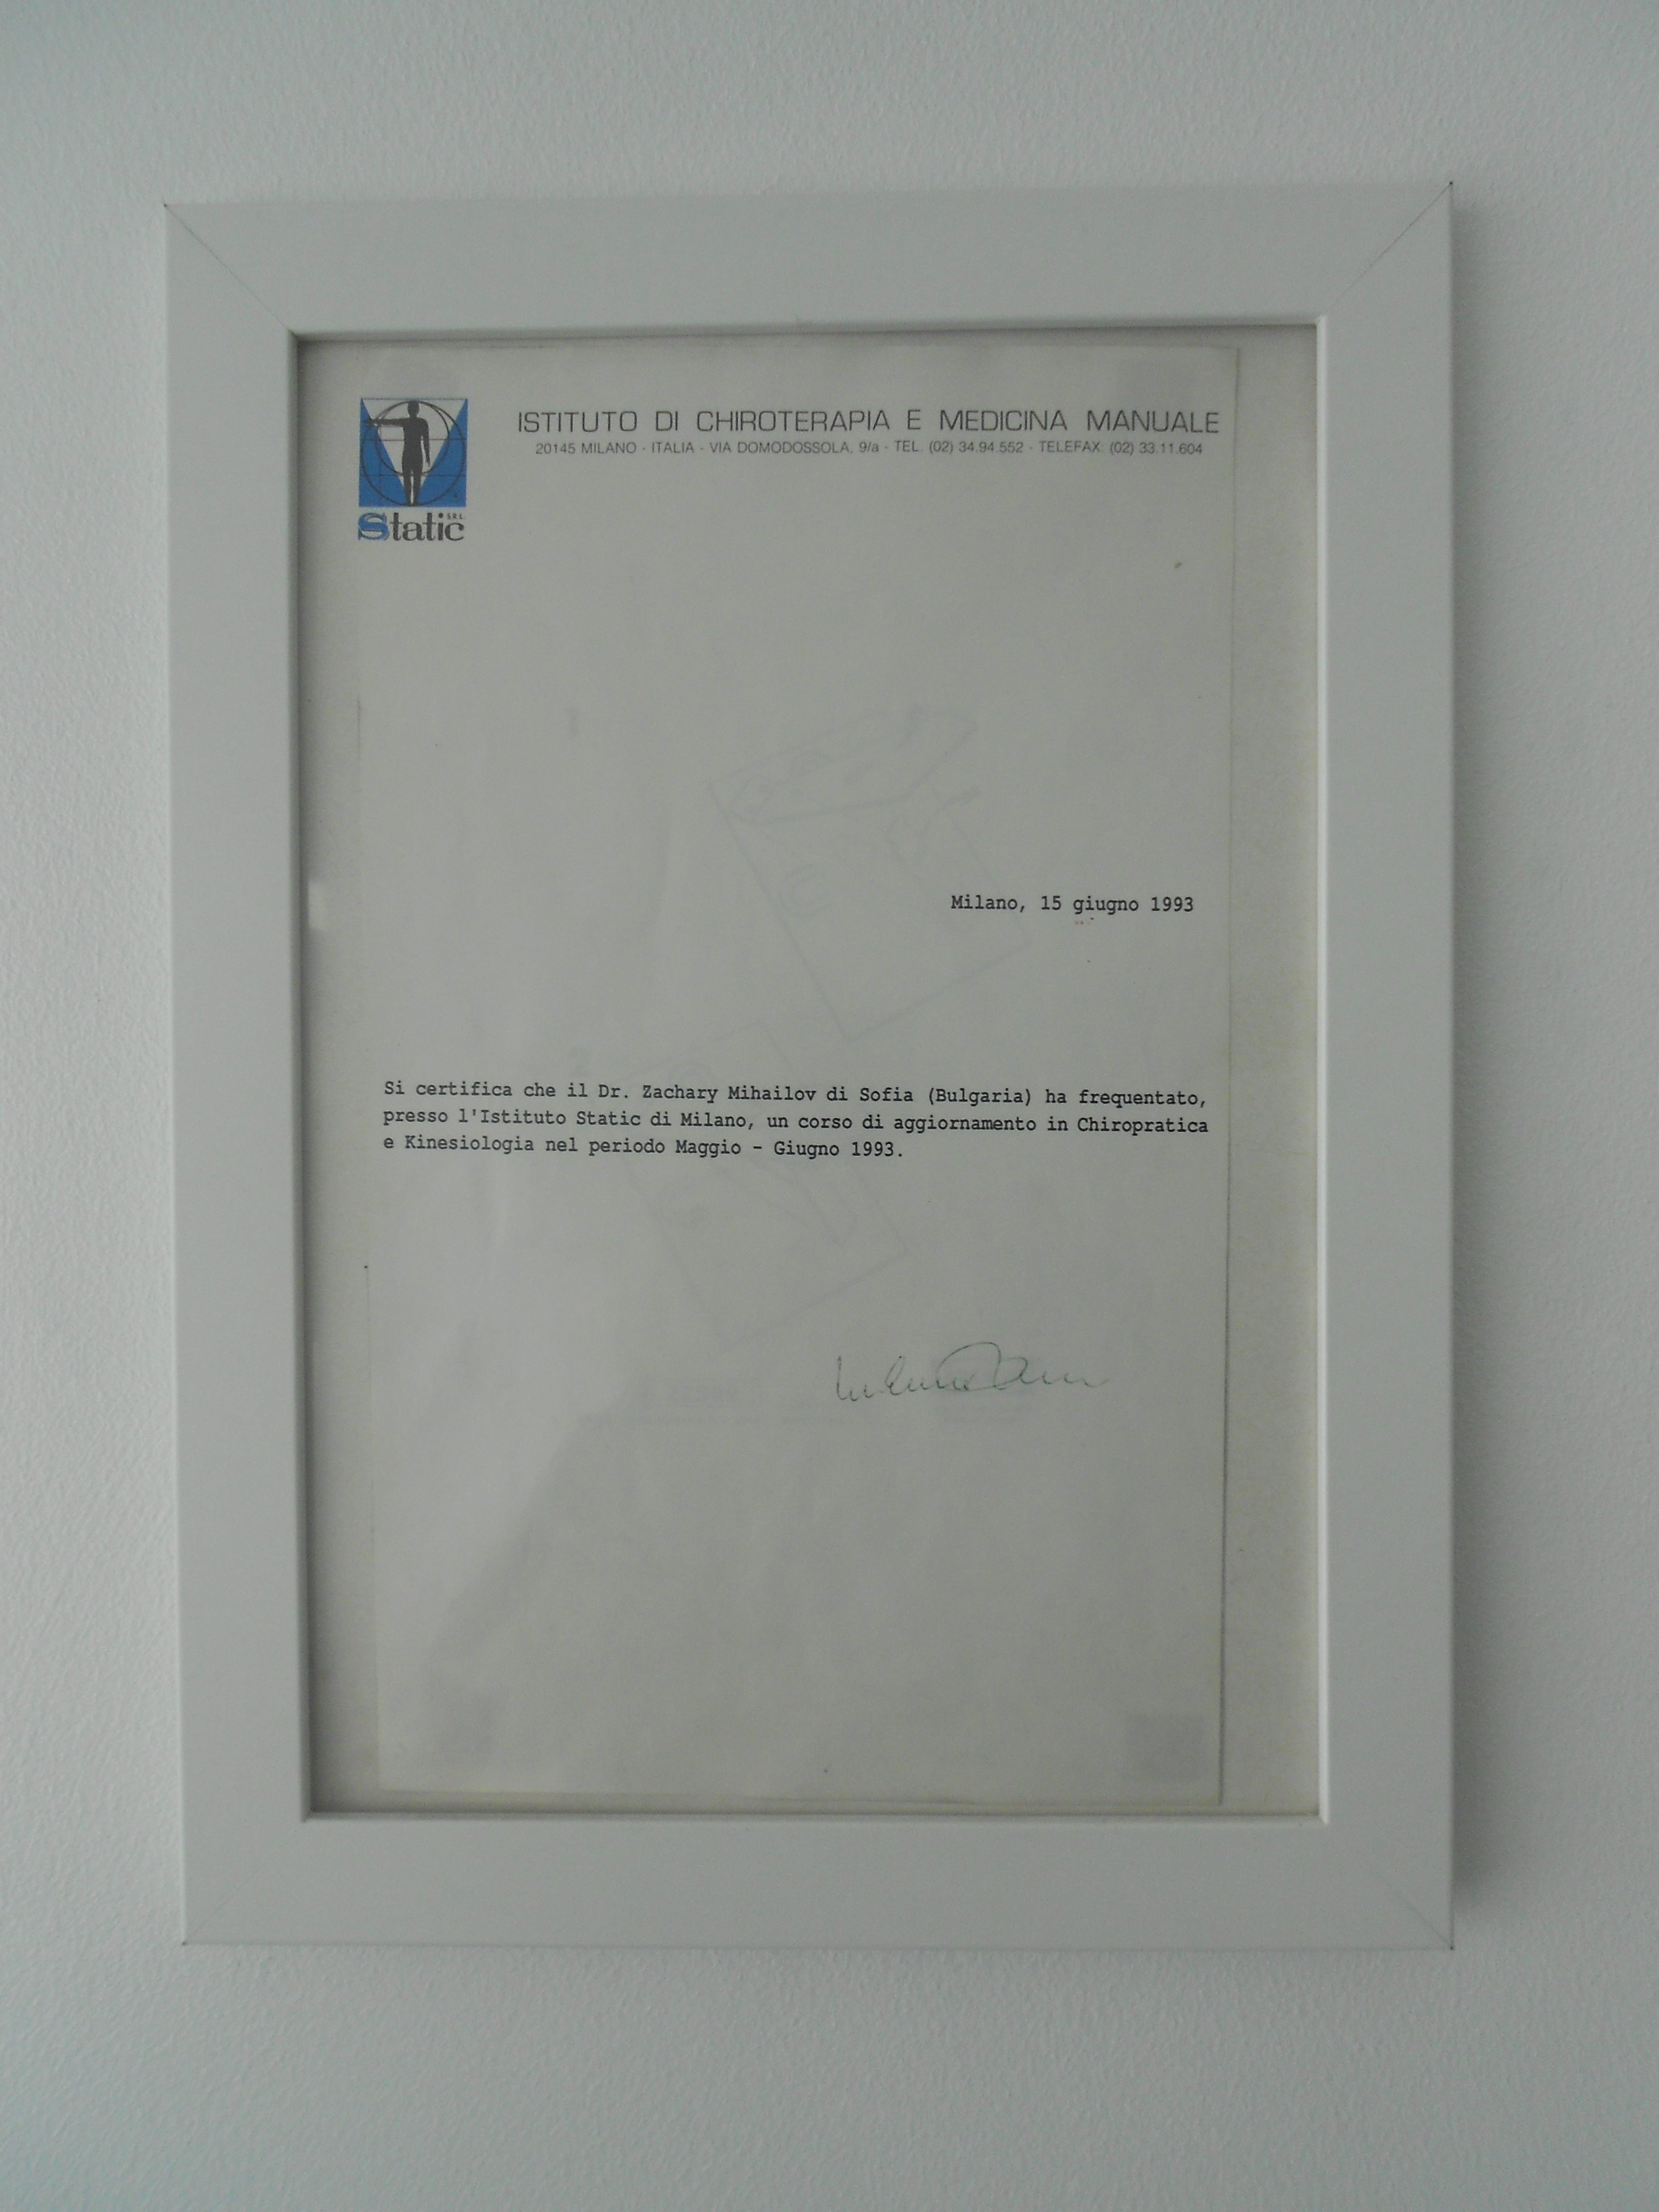 ISTITUTO DI CHIROTERAPIA E MEDICINA MANUALE
20145 MILANO - ITALIA - VIA DOMODOSSOLA, 9/a - TEL. (02) 34.94.552 - TELEFAX: (02) 33.11.604
Static SRL
Milano, 15 giugno 1993
Si certifica che il Dr. Zachary Mihailov di Sofia (Bulgaria) ha frequentato,
presso l'Istituto Static di Milano, un corso di aggiornamento in Chiropratica
e Kinesiologia nel periodo Maggio - Giugno 1993.